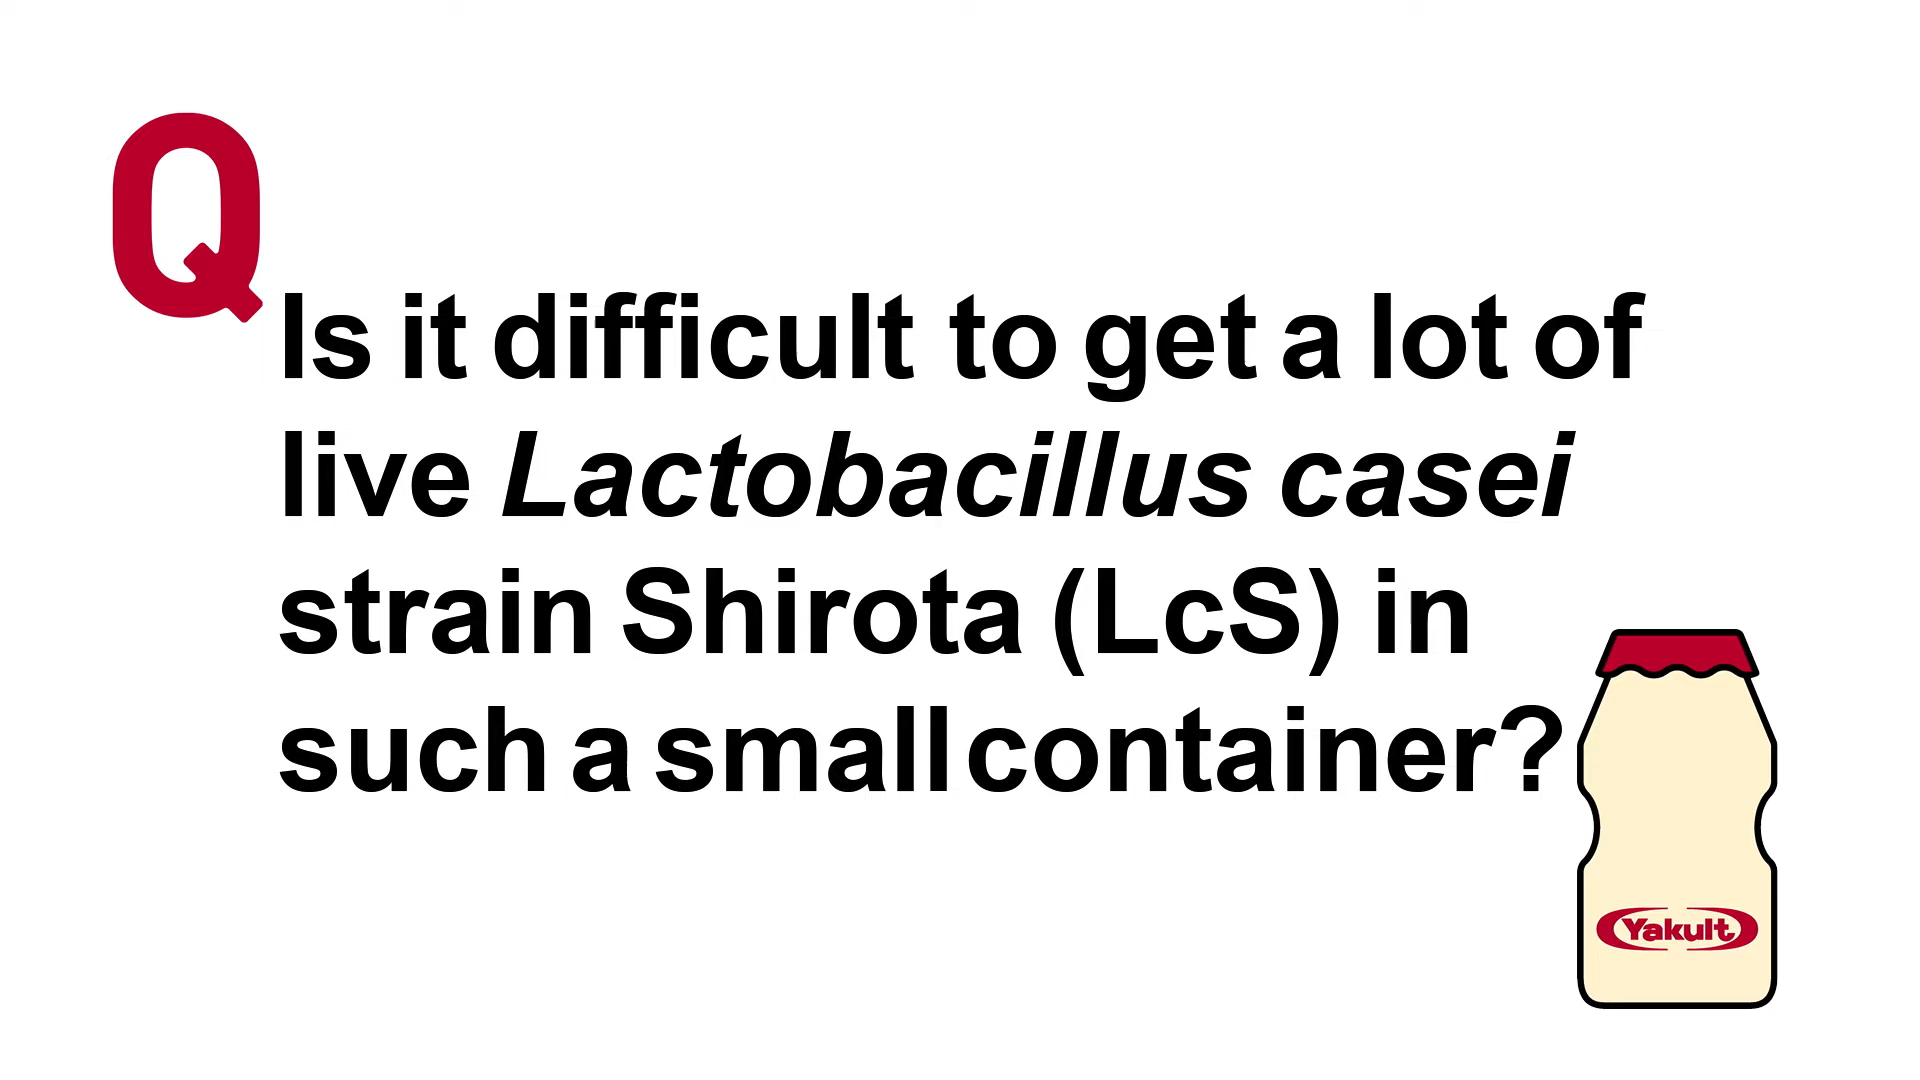 Q
Is it difficult to get a lot of
live Lactobacillus casei
strain Shirota (LcS) in
such a small container?
Yakult